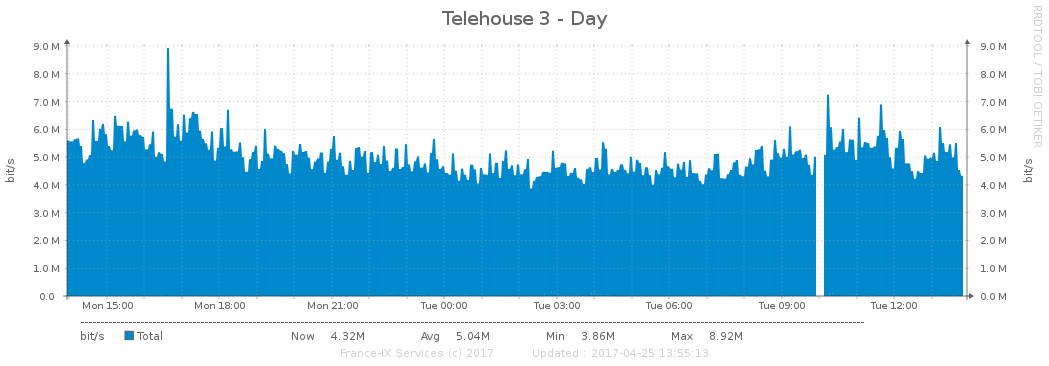 Telehouse 3 - Day
RRDTOOL / TOBI OETIKER
bit/s
9.0 M
8.0 M
7.0 M
6.0 M
5.0 M
4.0 M
3.0 M
2.0 M
1.0 M
0.0
9.0 M
8.0 M
7.0 M
6.0 M
5.0 M
4.0 M
3.0 M
2.0 M
1.0 M
0.0 M
bit/s
Mon 15:00 Mon 18:00 Mon 21:00 Tue 00:00 Tue 03:00 Tue 06:00 Tue 09:00 Tue 12:00
bit/s Total Now 4.32M Avg 5.04M Min 3.86M Max 8.92M
France-IX Services (c) 2017 Updated : 2017-04-25 13:55:13